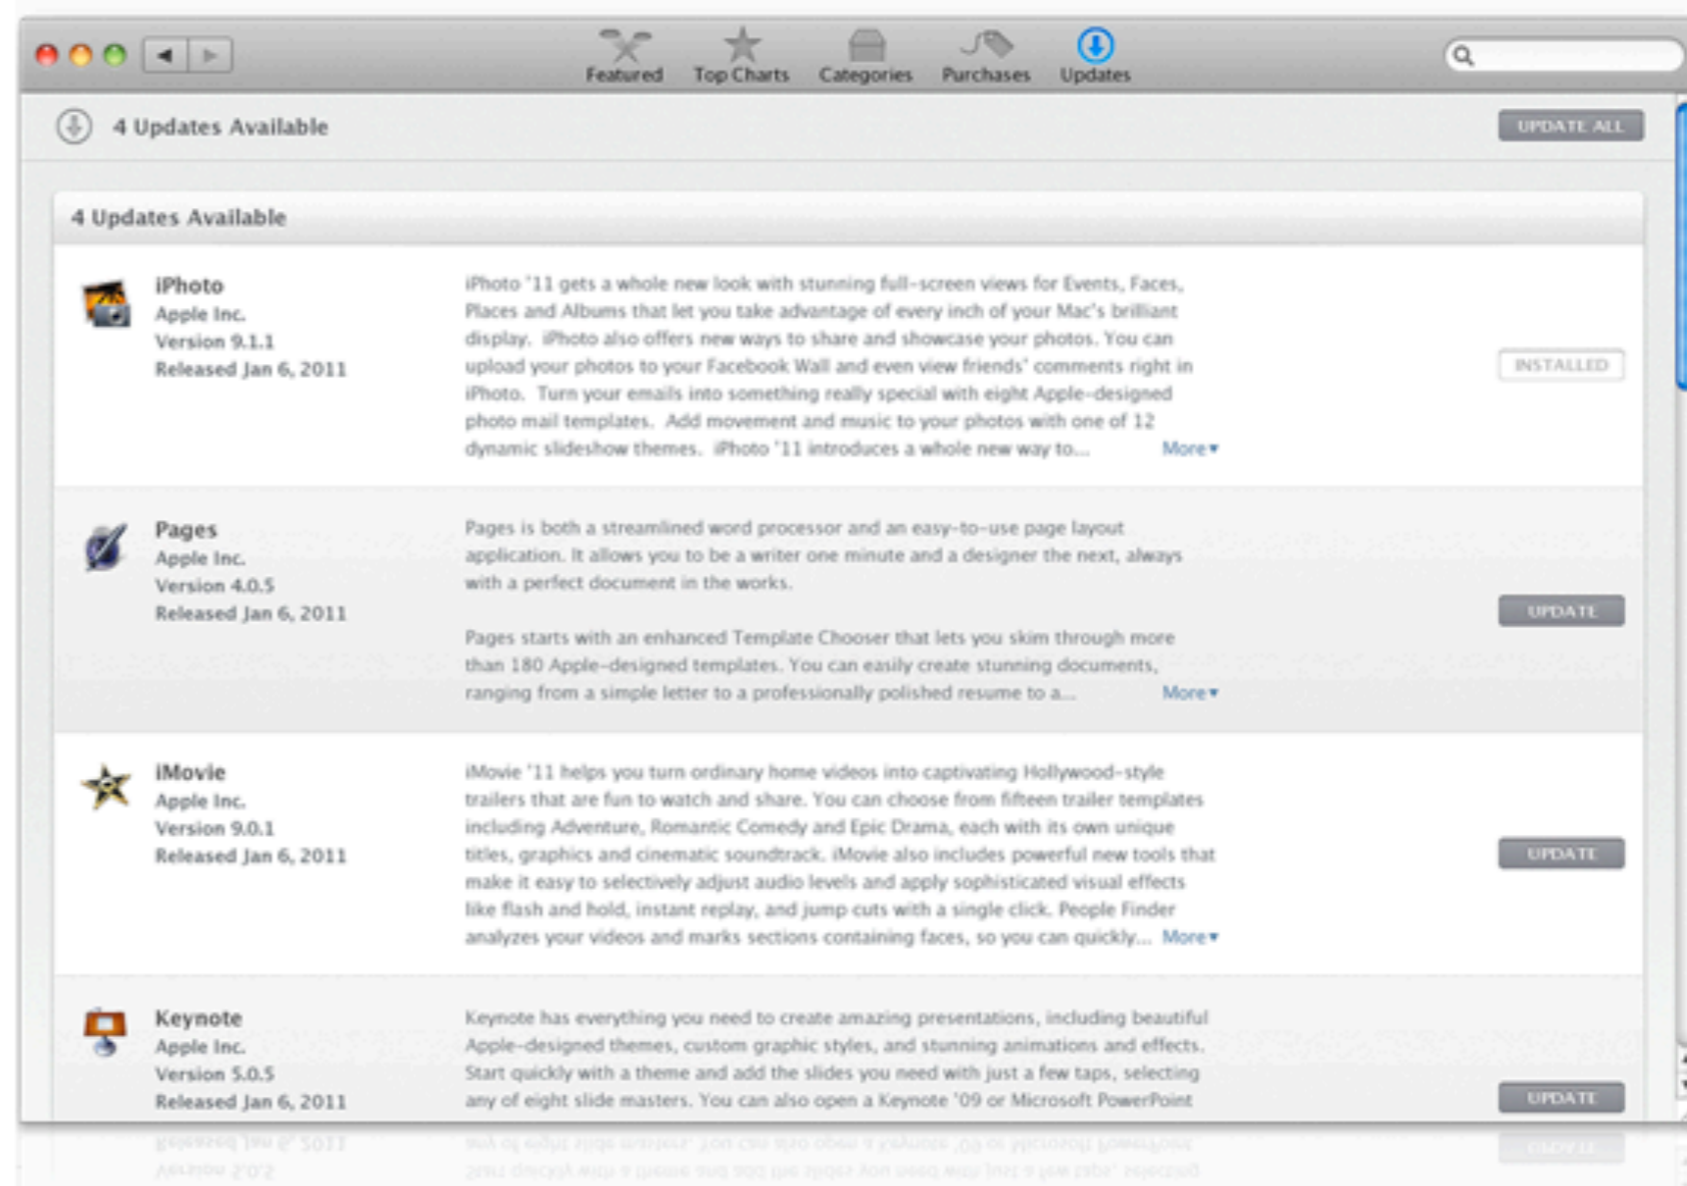 Featured Top Charts Categories Purchases Updates
4 Updates Available
UPDATE ALL
4 Updates Available
iPhoto
Apple Inc.
Version 9.1.1
Released Jan 6, 2011
iPhoto '11 gets a whole new look with stunning full-screen views for Events, Faces,
Places and Albums that let you take advantage of every inch of your Mac's brilliant
display.  iPhoto also offers new ways to share and showcase your photos. You can
upload your photos to your Facebook Wall and even view friends' comments right in
iPhoto.  Turn your emails into something really special with eight Apple-designed
photo mail templates.  Add movement and music to your photos with one of 12
dynamic slideshow themes.  iPhoto '11 introduces a whole new way to... More▾
INSTALLED
Pages
Apple Inc.
Version 4.0.5
Released Jan 6, 2011
Pages is both a streamlined word processor and an easy-to-use page layout
application. It allows you to be a writer one minute and a designer the next, always
with a perfect document in the works.
Pages starts with an enhanced Template Chooser that lets you skim through more
than 180 Apple-designed templates. You can easily create stunning documents,
ranging from a simple letter to a professionally polished resume to a... More▾
UPDATE
iMovie
Apple Inc.
Version 9.0.1
Released Jan 6, 2011
iMovie '11 helps you turn ordinary home videos into captivating Hollywood-style
trailers that are fun to watch and share. You can choose from fifteen trailer templates
including Adventure, Romantic Comedy and Epic Drama, each with its own unique
titles, graphics and cinematic soundtrack. iMovie also includes powerful new tools that
make it easy to selectively adjust audio levels and apply sophisticated visual effects
like flash and hold, instant replay, and jump cuts with a single click. People Finder
analyzes your videos and marks sections containing faces, so you can quickly... More▾
UPDATE
Keynote
Apple Inc.
Version 5.0.5
Released Jan 6, 2011
Keynote has everything you need to create amazing presentations, including beautiful
Apple-designed themes, custom graphic styles, and stunning animations and effects.
Start quickly with a theme and add the slides you need with just a few taps, selecting
any of eight slide masters. You can also open a Keynote '09 or Microsoft PowerPoint
UPDATE